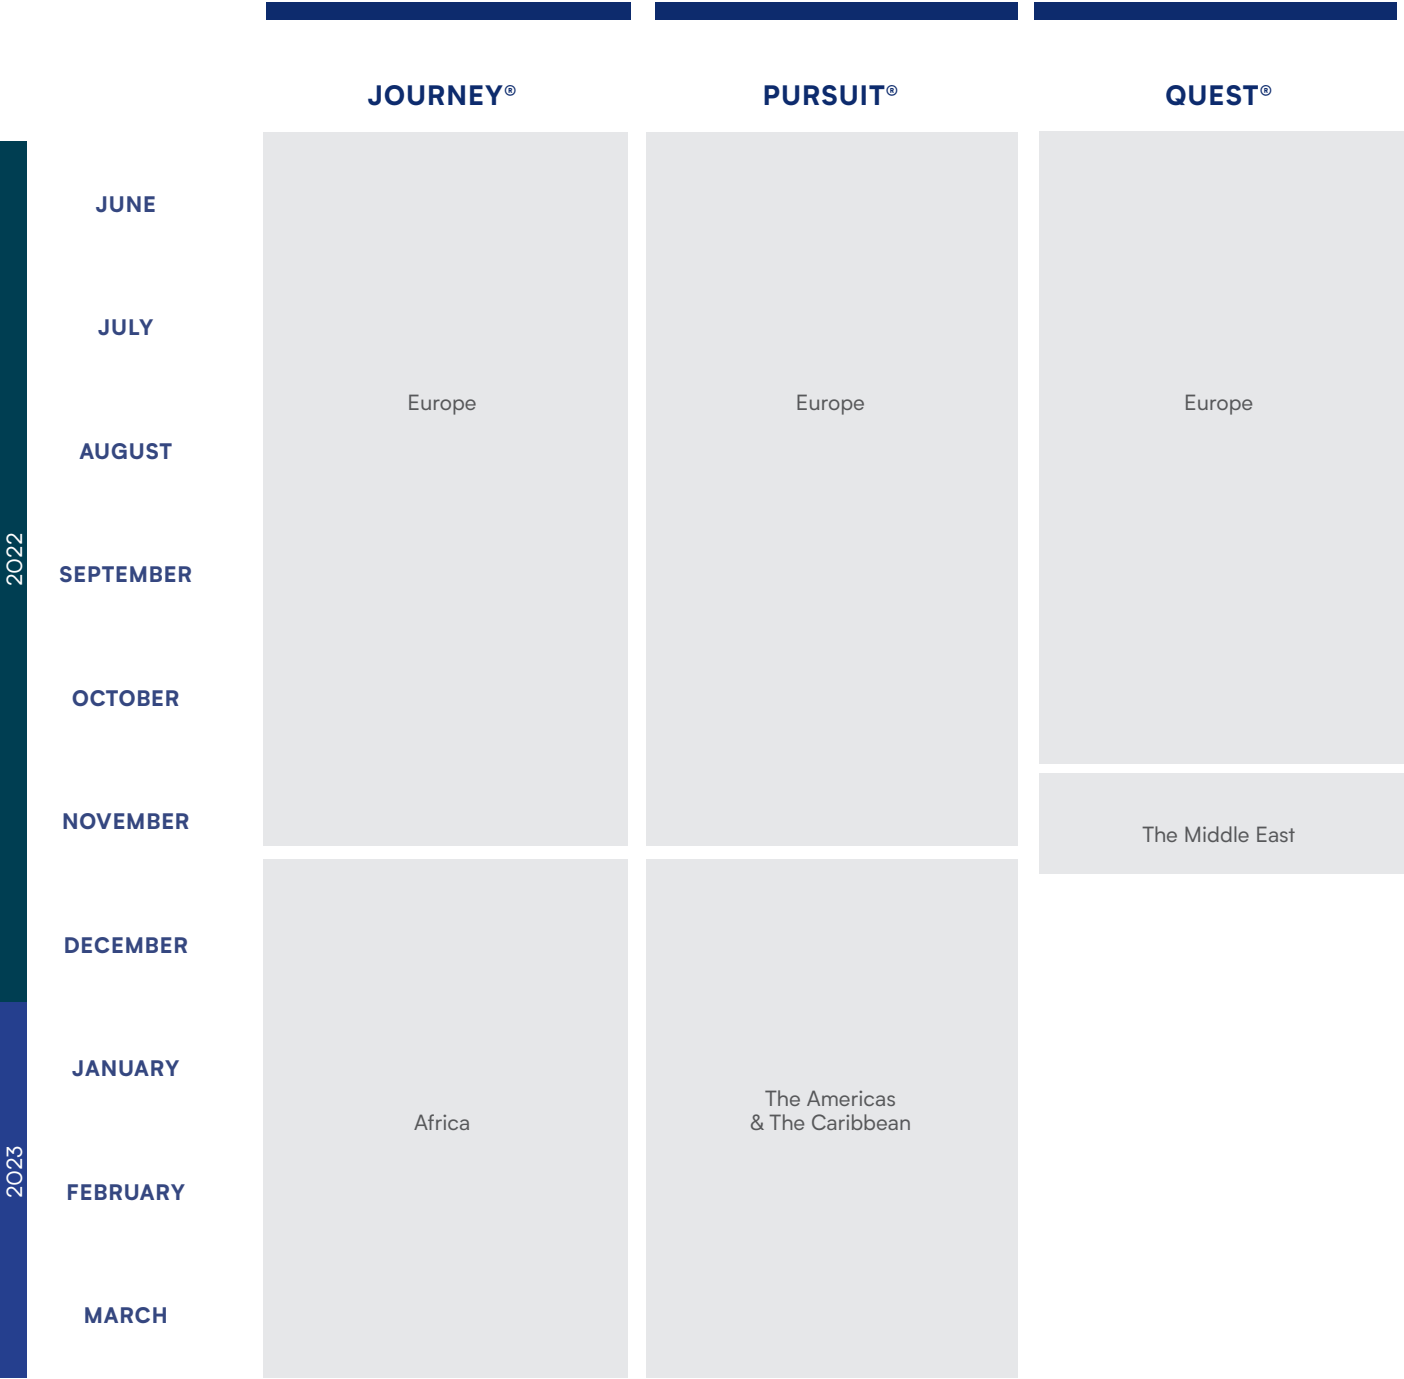 JOURNEY® PURSUIT® QUEST®
JUNE
JULY
Europe Europe Europe
AUGUST
2022
SEPTEMBER
OCTOBER
NOVEMBER
The Middle East
DECEMBER
JANUARY
The Americas
Africa & The Caribbean
2023
FEBRUARY
MARCH